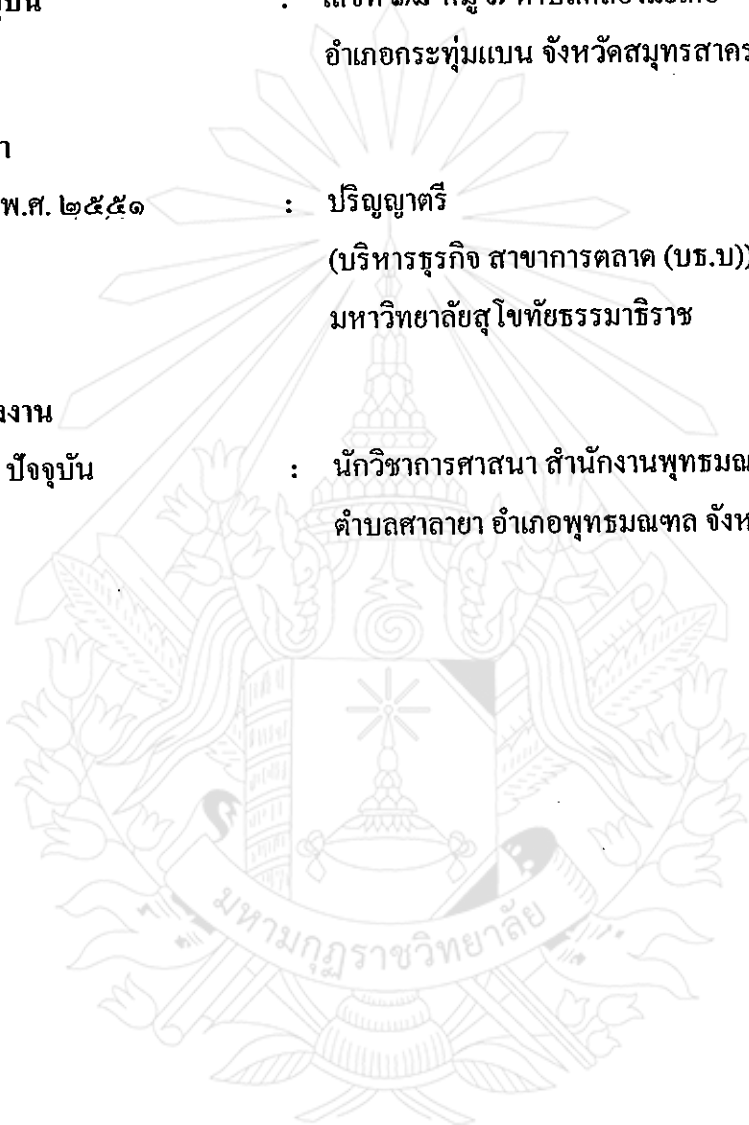 อำเภอกระทุ่มแบน จังหวัดสมุทรสาคร
พ.ศ. ๒๕๕๑ : ปริญญาตรี
(บริหารธุรกิจ สาขาการตลาด (บธ.บ))
มหาวิทยาลัยสุโขทัยธรรมาธิราช
ปัจจุบัน : นักวิชาการศาสนา สำนักงานพุทธมณ
ตำบลศาลายา อำเภอพุทธมณฑล จังห
มหามกุฏราชวิทยาลัย